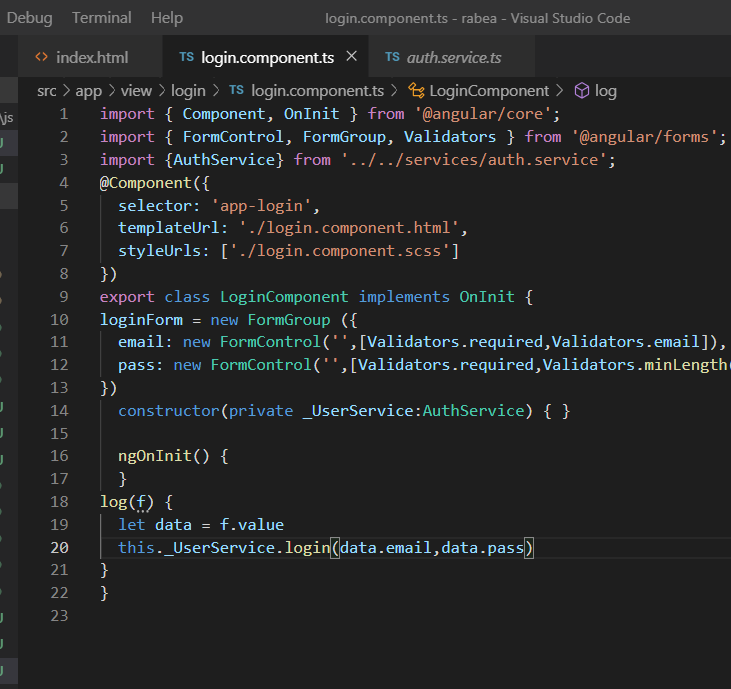 Debug Terminal Help login.component.ts - rabea - Visual Studio Code
<> index.html TS login.component.ts × TS auth.service.ts
src > app > view > login > TS login.component.ts > LoginComponent > log
\js
U
U
U
U
U
U
U
U
1 import { Component, OnInit } from '@angular/core';
2 import { FormControl, FormGroup, Validators } from '@angular/forms';
3 import {AuthService} from '../../services/auth.service';
4 @Component({
5 selector: 'app-login',
6 templateUrl: './login.component.html',
7 styleUrls: ['./login.component.scss']
8 })
9 export class LoginComponent implements OnInit {
10 loginForm = new FormGroup ({
11 email: new FormControl('',[Validators.required,Validators.email]),
12 pass: new FormControl('',[Validators.required,Validators.minLength(
13 })
14 constructor(private _UserService:AuthService) { }
15
16 ngOnInit() {
17 }
18 log(f) {
19 let data = f.value
20 this._UserService.login(data.email,data.pass)
21 }
22 }
23